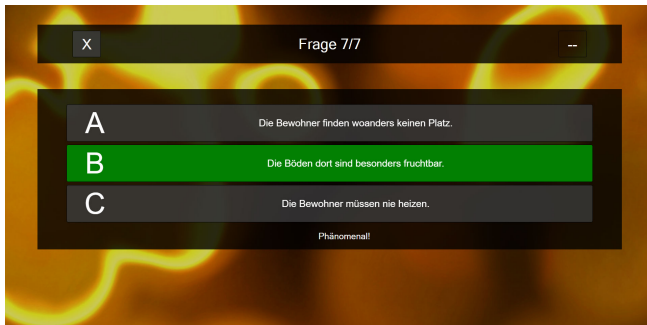 X
Frage 7/7
--
A
Die Bewohner finden woanders keinen Platz.
B
Die Böden dort sind besonders fruchtbar.
C
Die Bewohner müssen nie heizen.
Phänomenal!